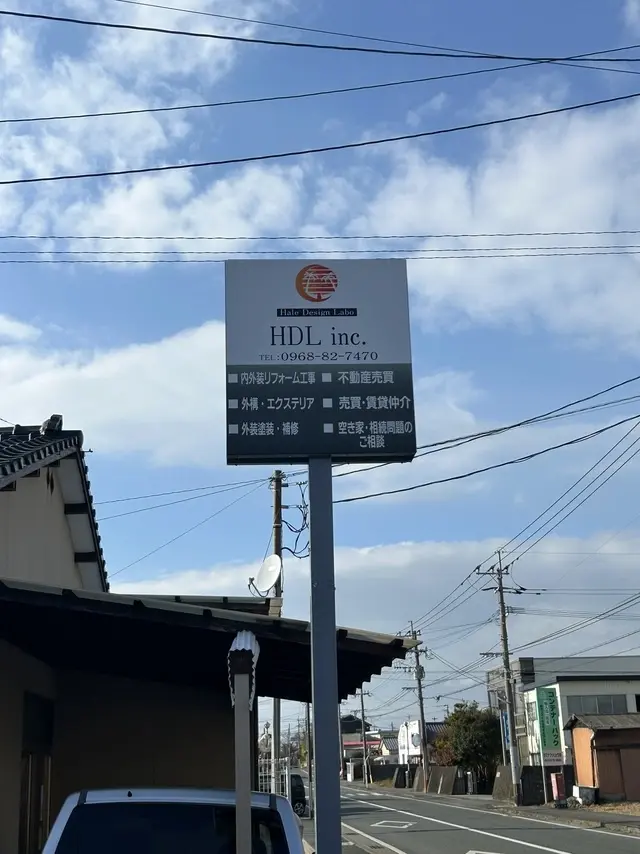 Hale Design Labo
HDL inc.
TEL:0968-82-7470
■ 内外装リフォーム工事 ■ 不動産売買
■ 外構・エクステリア ■ 売買・賃貸仲介
■ 外装塗装・補修 ■ 空き家・相続問題の
ご相談